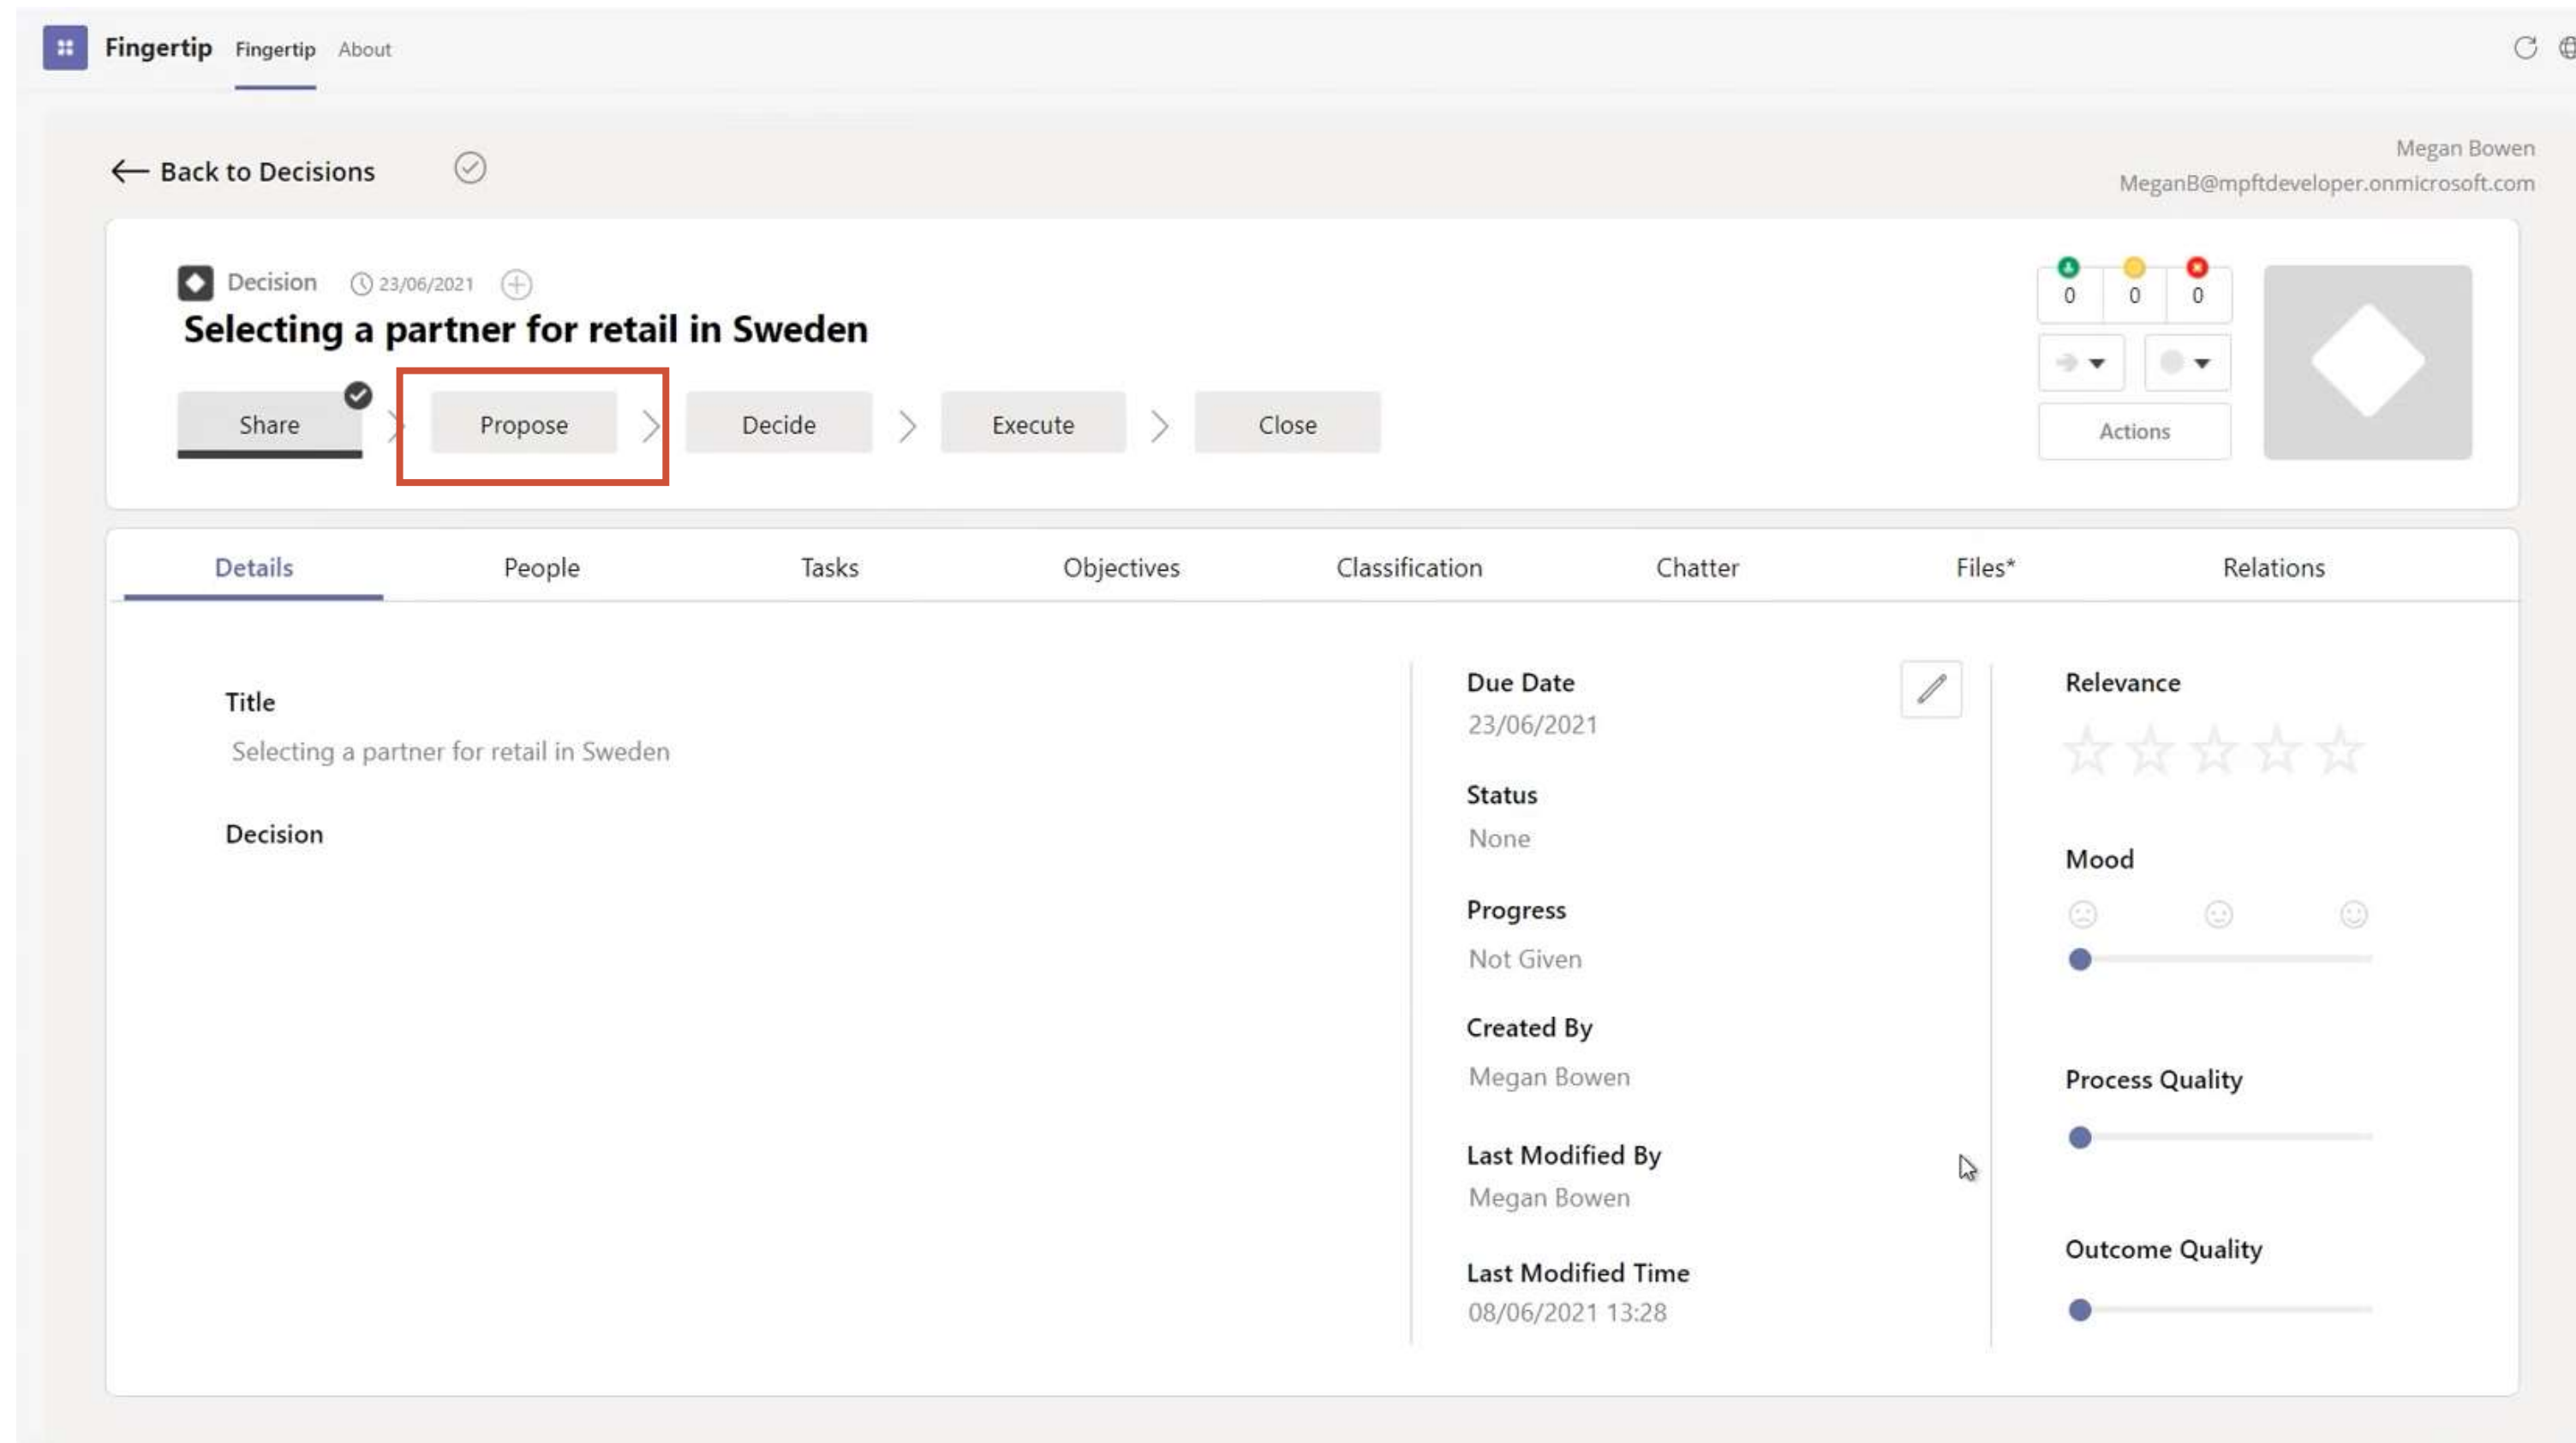 Fingertip Fingertip About
Back to Decisions
Megan Bowen
MeganB@mpftdeveloper.onmicrosoft.com
Decision 23/06/2021
Selecting a partner for retail in Sweden
0 0 0
Share Propose Decide Execute Close
Actions
Details People Tasks Objectives Classification Chatter Files* Relations
Title
Selecting a partner for retail in Sweden
Decision
Due Date
23/06/2021
Status
None
Progress
Not Given
Created By
Megan Bowen
Last Modified By
Megan Bowen
Last Modified Time
08/06/2021 13:28
Relevance
Mood
Process Quality
Outcome Quality